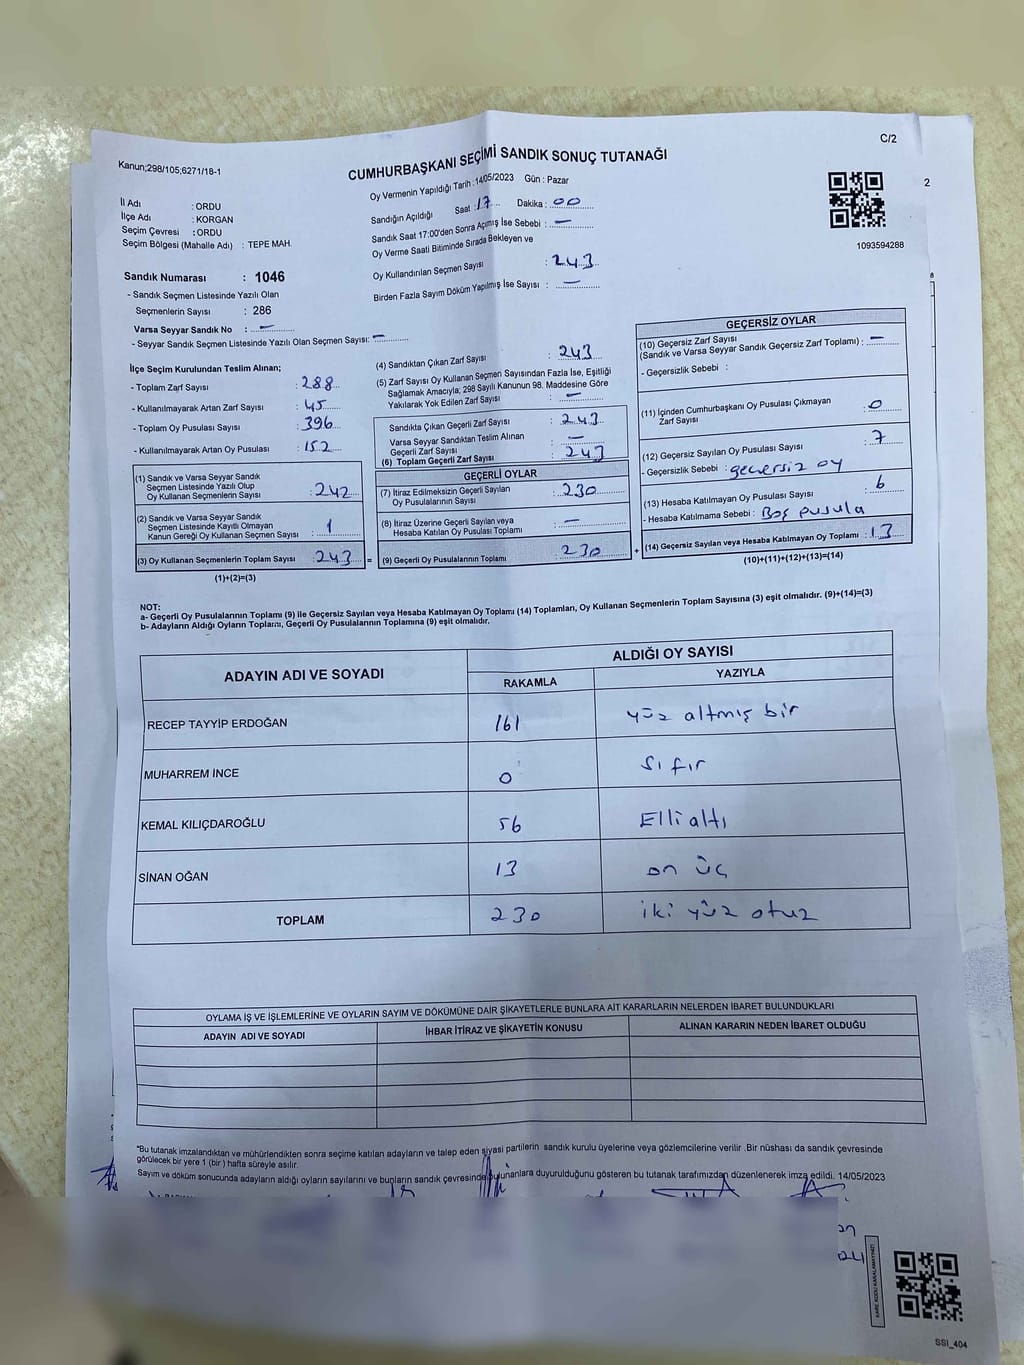 C/2
Kanun;298/105;6271/18-1
CUMHURBAŞKANI SEÇİMİ SANDIK SONUÇ TUTANAĞI
Oy Vermenin Yapıldığı Tarih :14/05/2023 Gün : Pazar
2
İl Adı : ORDU
İlçe Adı : KORGAN
Seçim Çevresi : ORDU
Seçim Bölgesi (Mahalle Adı) : TEPE MAH.
Sandığın Açıldığı Saat :17 Dakika : 00
Sandık Saat 17:00'den Sonra Açımış İse Sebebi : —
Oy Verme Saati Bitiminde Sırada Bekleyen ve
Oy Kullandırılan Seçmen Sayısı : 243
Birden Fazla Sayım Döküm Yapılmış İse Sayısı : —
1093594288
Sandık Numarası : 1046
- Sandık Seçmen Listesinde Yazılı Olan
Seçmenlerin Sayısı : 286
Varsa Seyyar Sandık No : —
- Seyyar Sandık Seçmen Listesinde Yazılı Olan Seçmen Sayısı: —
İlçe Seçim Kurulundan Teslim Alınan;
- Toplam Zarf Sayısı : 288
- Kullanılmayarak Artan Zarf Sayısı : 45
- Toplam Oy Pusulası Sayısı : 396
- Kullanılmayarak Artan Oy Pusulası : 152
(1) Sandık ve Varsa Seyyar Sandık
Seçmen Listesinde Yazılı Olup
Oy Kullanan Seçmenlerin Sayısı : 242
(2) Sandık ve Varsa Seyyar Sandık
Seçmen Listesinde Kayıtlı Olmayan
Kanun Gereği Oy Kullanan Seçmen Sayısı : 1
(3) Oy Kullanan Seçmenlerin Toplam Sayısı : 243 =
(1)+(2)=(3)
(4) Sandıktan Çıkan Zarf Sayısı : 243
(5) Zarf Sayısı Oy Kullanan Seçmen Sayısından Fazla İse, Eşitliği
Sağlamak Amacıyla; 298 Sayılı Kanunun 98. Maddesine Göre
Yakılarak Yok Edilen Zarf Sayısı : —
Sandıkta Çıkan Geçerli Zarf Sayısı : 243
Varsa Seyyar Sandıktan Teslim Alınan
Geçerli Zarf Sayısı : —
(6) Toplam Geçerli Zarf Sayısı : 243
GEÇERLİ OYLAR
(7) İtiraz Edilmeksizin Geçerli Sayılan
Oy Pusulalarının Sayısı : 230
(8) İtiraz Üzerine Geçerli Sayılan veya
Hesaba Katılan Oy Pusulası Toplamı : —
(9) Geçerli Oy Pusulalarının Toplamı : 230 +
GEÇERSİZ OYLAR
(10) Geçersiz Zarf Sayısı
(Sandık ve Varsa Seyyar Sandık Geçersiz Zarf Toplamı) : —
- Geçersizlik Sebebi :
(11) İçinden Cumhurbaşkanı Oy Pusulası Çıkmayan
Zarf Sayısı : 0
(12) Geçersiz Sayılan Oy Pusulası Sayısı : 7
- Geçersizlik Sebebi : geçersiz oy
(13) Hesaba Katılmayan Oy Pusulası Sayısı : 6
- Hesaba Katılmama Sebebi : Boş pusula
(14) Geçersiz Sayılan veya Hesaba Katılmayan Oy Toplamı : 13
(10)+(11)+(12)+(13)=(14)
NOT:
a- Geçerli Oy Pusulalarının Toplamı (9) ile Geçersiz Sayılan veya Hesaba Katılmayan Oy Toplamı (14) Toplamları, Oy Kullanan Seçmenlerin Toplam Sayısına (3) eşit olmalıdır. (9)+(14)=(3)
b- Adayların Aldığı Oyların Toplamı, Geçerli Oy Pusulalarının Toplamına (9) eşit olmalıdır.
ADAYIN ADI VE SOYADI ALDIĞI OY SAYISI
RAKAMLA YAZIYLA
RECEP TAYYİP ERDOĞAN 161 yüz altmış bir
MUHARREM İNCE 0 Sıfır
KEMAL KILIÇDAROĞLU 56 Elli altı
SİNAN OĞAN 13 on üç
TOPLAM 230 iki yüz otuz
OYLAMA İŞ VE İŞLEMLERİNE VE OYLARIN SAYIM VE DÖKÜMÜNE DAİR ŞİKAYETLERLE BUNLARA AİT KARARLARIN NELERDEN İBARET BULUNDUKLARI
ADAYIN ADI VE SOYADI İHBAR İTİRAZ VE ŞİKAYETİN KONUSU ALINAN KARARIN NEDEN İBARET OLDUĞU
*Bu tutanak imzalandıktan ve mühürlendikten sonra seçime katılan adayların ve talep eden siyasi partilerin sandık kurulu üyelerine veya gözlemcilerine verilir .Bir nüshası da sandık çevresinde
görülecek bir yere 1 (bir ) hafta süreyle asılır.
Sayım ve döküm sonucunda adayların aldığı oyların sayılarını ve bunların sandık çevresinde bulunanlara duyurulduğunu gösteren bu tutanak tarafımızdan düzenlenerek imza edildi. 14/05/2023
SSI_404